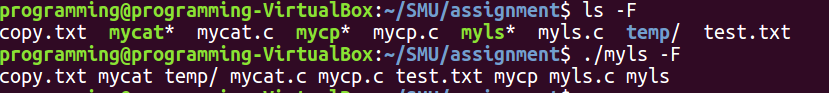 programming@programming-VirtualBox:~/SMU/assignment$ ls -F
copy.txt mycat* mycat.c mycp* mycp.c myls* myls.c temp/ test.txt
programming@programming-VirtualBox:~/SMU/assignment$ ./myls -F
copy.txt mycat temp/ mycat.c mycp.c test.txt mycp myls.c myls